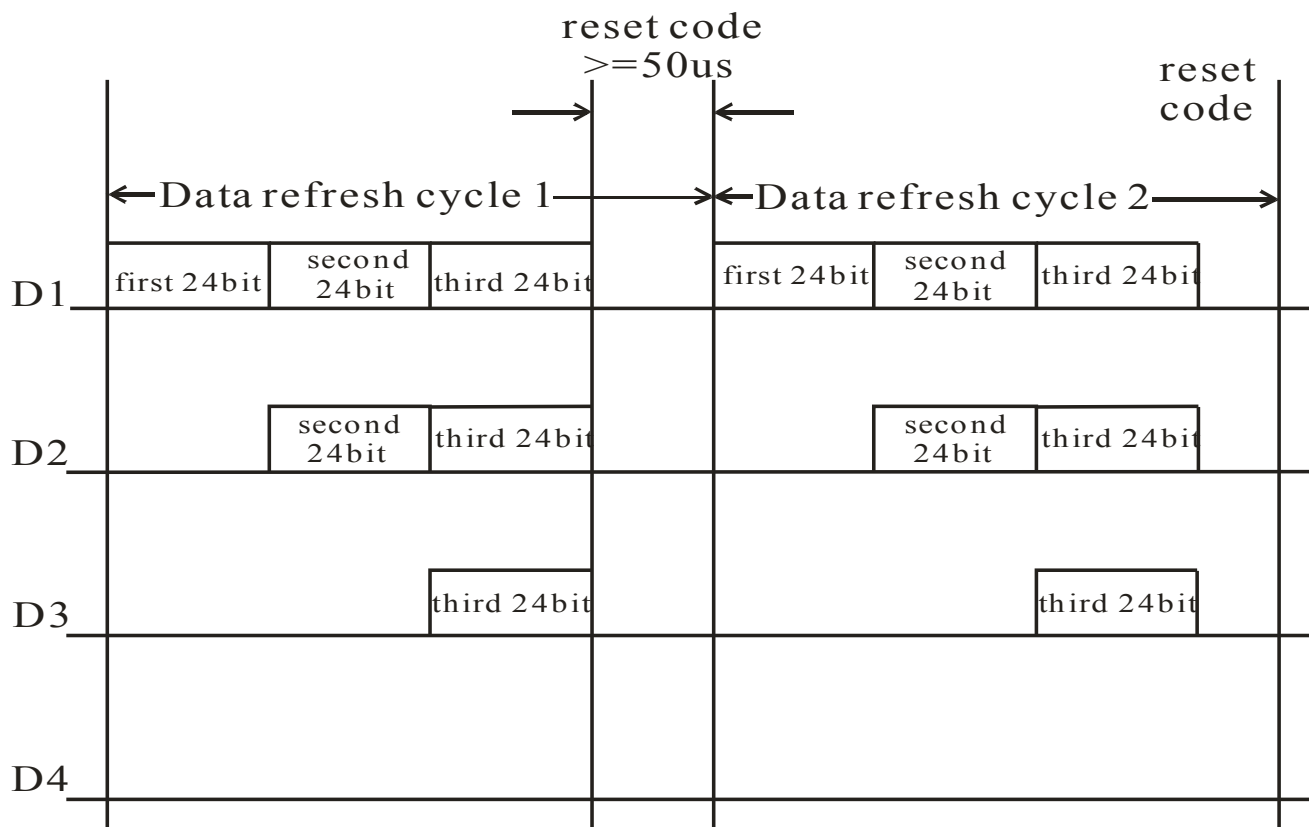 reset code
>=50us
reset
code
Data refresh cycle 1
Data refresh cycle 2
D1
first 24bit
second
24bit
third 24bit
first 24bit
second
24bit
third 24bit
D2
second
24bit
third 24bit
second
24bit
third 24bit
D3
third 24bit
third 24bit
D4